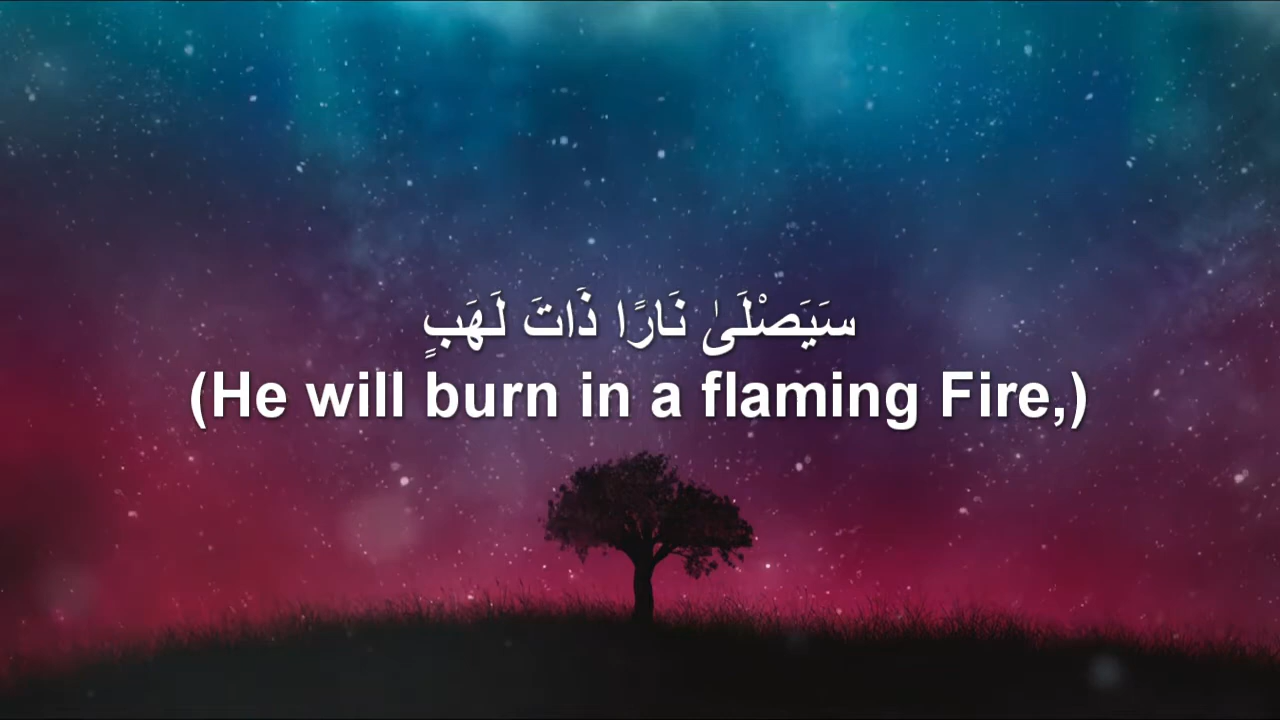 سَيَصْلَىٰ نَارًا ذَاتَ لَهَبٍ
(He will burn in a flaming Fire,)